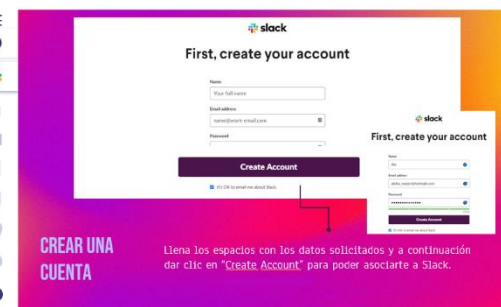 slack
First, create your account
Name
Your full name
Email address
name@work-email.com
Password
Create Account
It's OK to email me about Slack.
slack
First, create your account
Name
Email address
Password
Create Account
CREAR UNA
CUENTA
Llena los espacios con los datos solicitados y a continuación
dar clic en "Create Account" para poder asociarte a Slack.